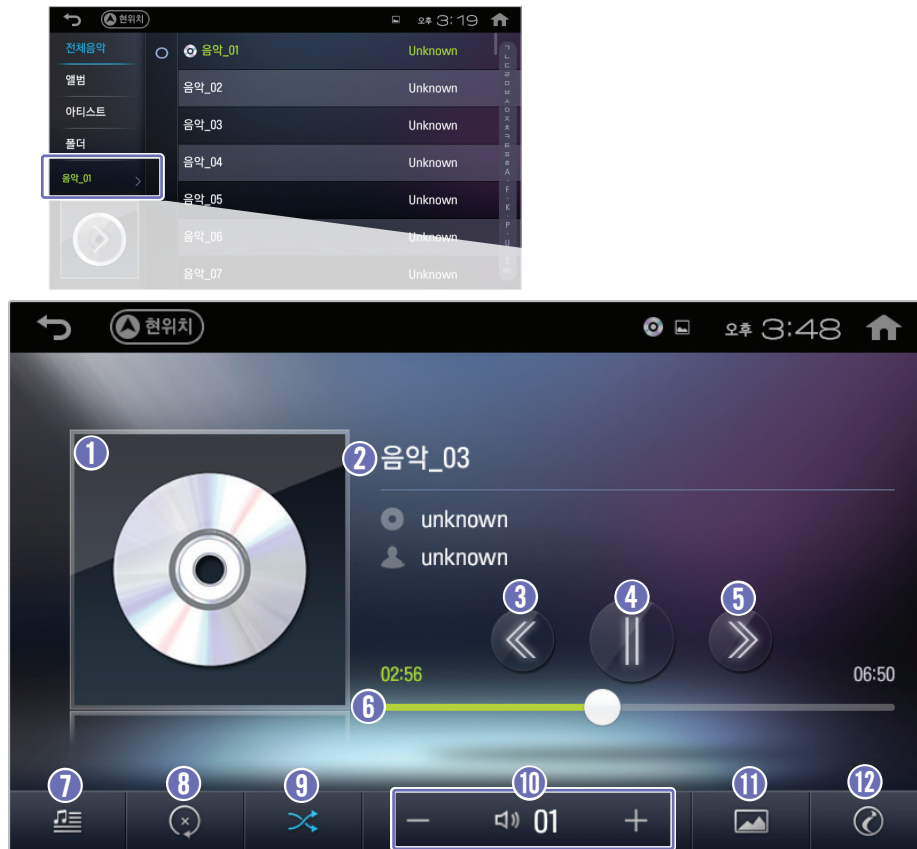 현위치
오후 3:19
전체음악
앨범
아티스트
폴더
음악_01
음악_01 Unknown
음악_02 Unknown
음악_03 Unknown
음악_04 Unknown
음악_05 Unknown
음악_06 Unknown
음악_07 Unknown
ㄱ
ㄴ
ㄷ
ㄹ
ㅁ
ㅂ
ㅅ
ㅇ
ㅈ
ㅊ
ㅋ
ㅌ
ㅍ
ㅎ
A
F
K
P
U
Z
현위치
오후 3:48
1
2 음악_03
unknown
unknown
3 4 5
02:56 06:50
6
7 8 9 10 11 12
01